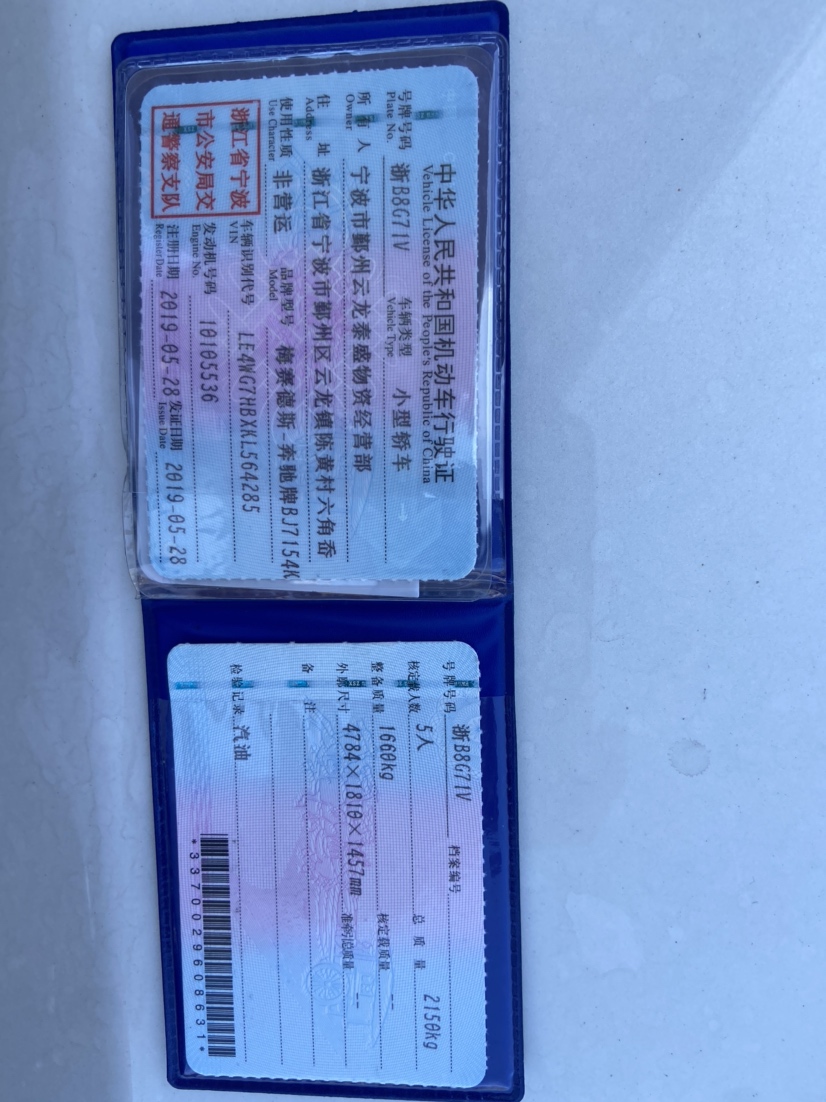 中华人民共和国机动车行驶证
Vehicle License of the People's Republic of China
号牌号码 浙B8G71V 车辆类型 小型轿车
Plate No. Vehicle Type
所有人 宁波市鄞州云龙泰盛物资经营部
Owner
住址 浙江省宁波市鄞州区云龙镇陈黄村六角岙
Address
使用性质 非营运 品牌型号 梅赛德斯-奔驰牌BJ7154K
Use Character Model
浙江省宁波
市公安局交
通警察支队
车辆识别代号 LE4WG7HBXKL564285
VIN
发动机号码 10105536
Engine No.
注册日期 2019-05-28 发证日期 2019-05-28
Register Date Issue Date
号牌号码 浙B8G71V 档案编号
核定载人数 5人 总质量 2150kg
整备质量 1660kg 核定载质量 --
外廓尺寸 4784×1810×1457mm 准牵引总质量 --
备注
检验记录 汽油
*3370029608631*